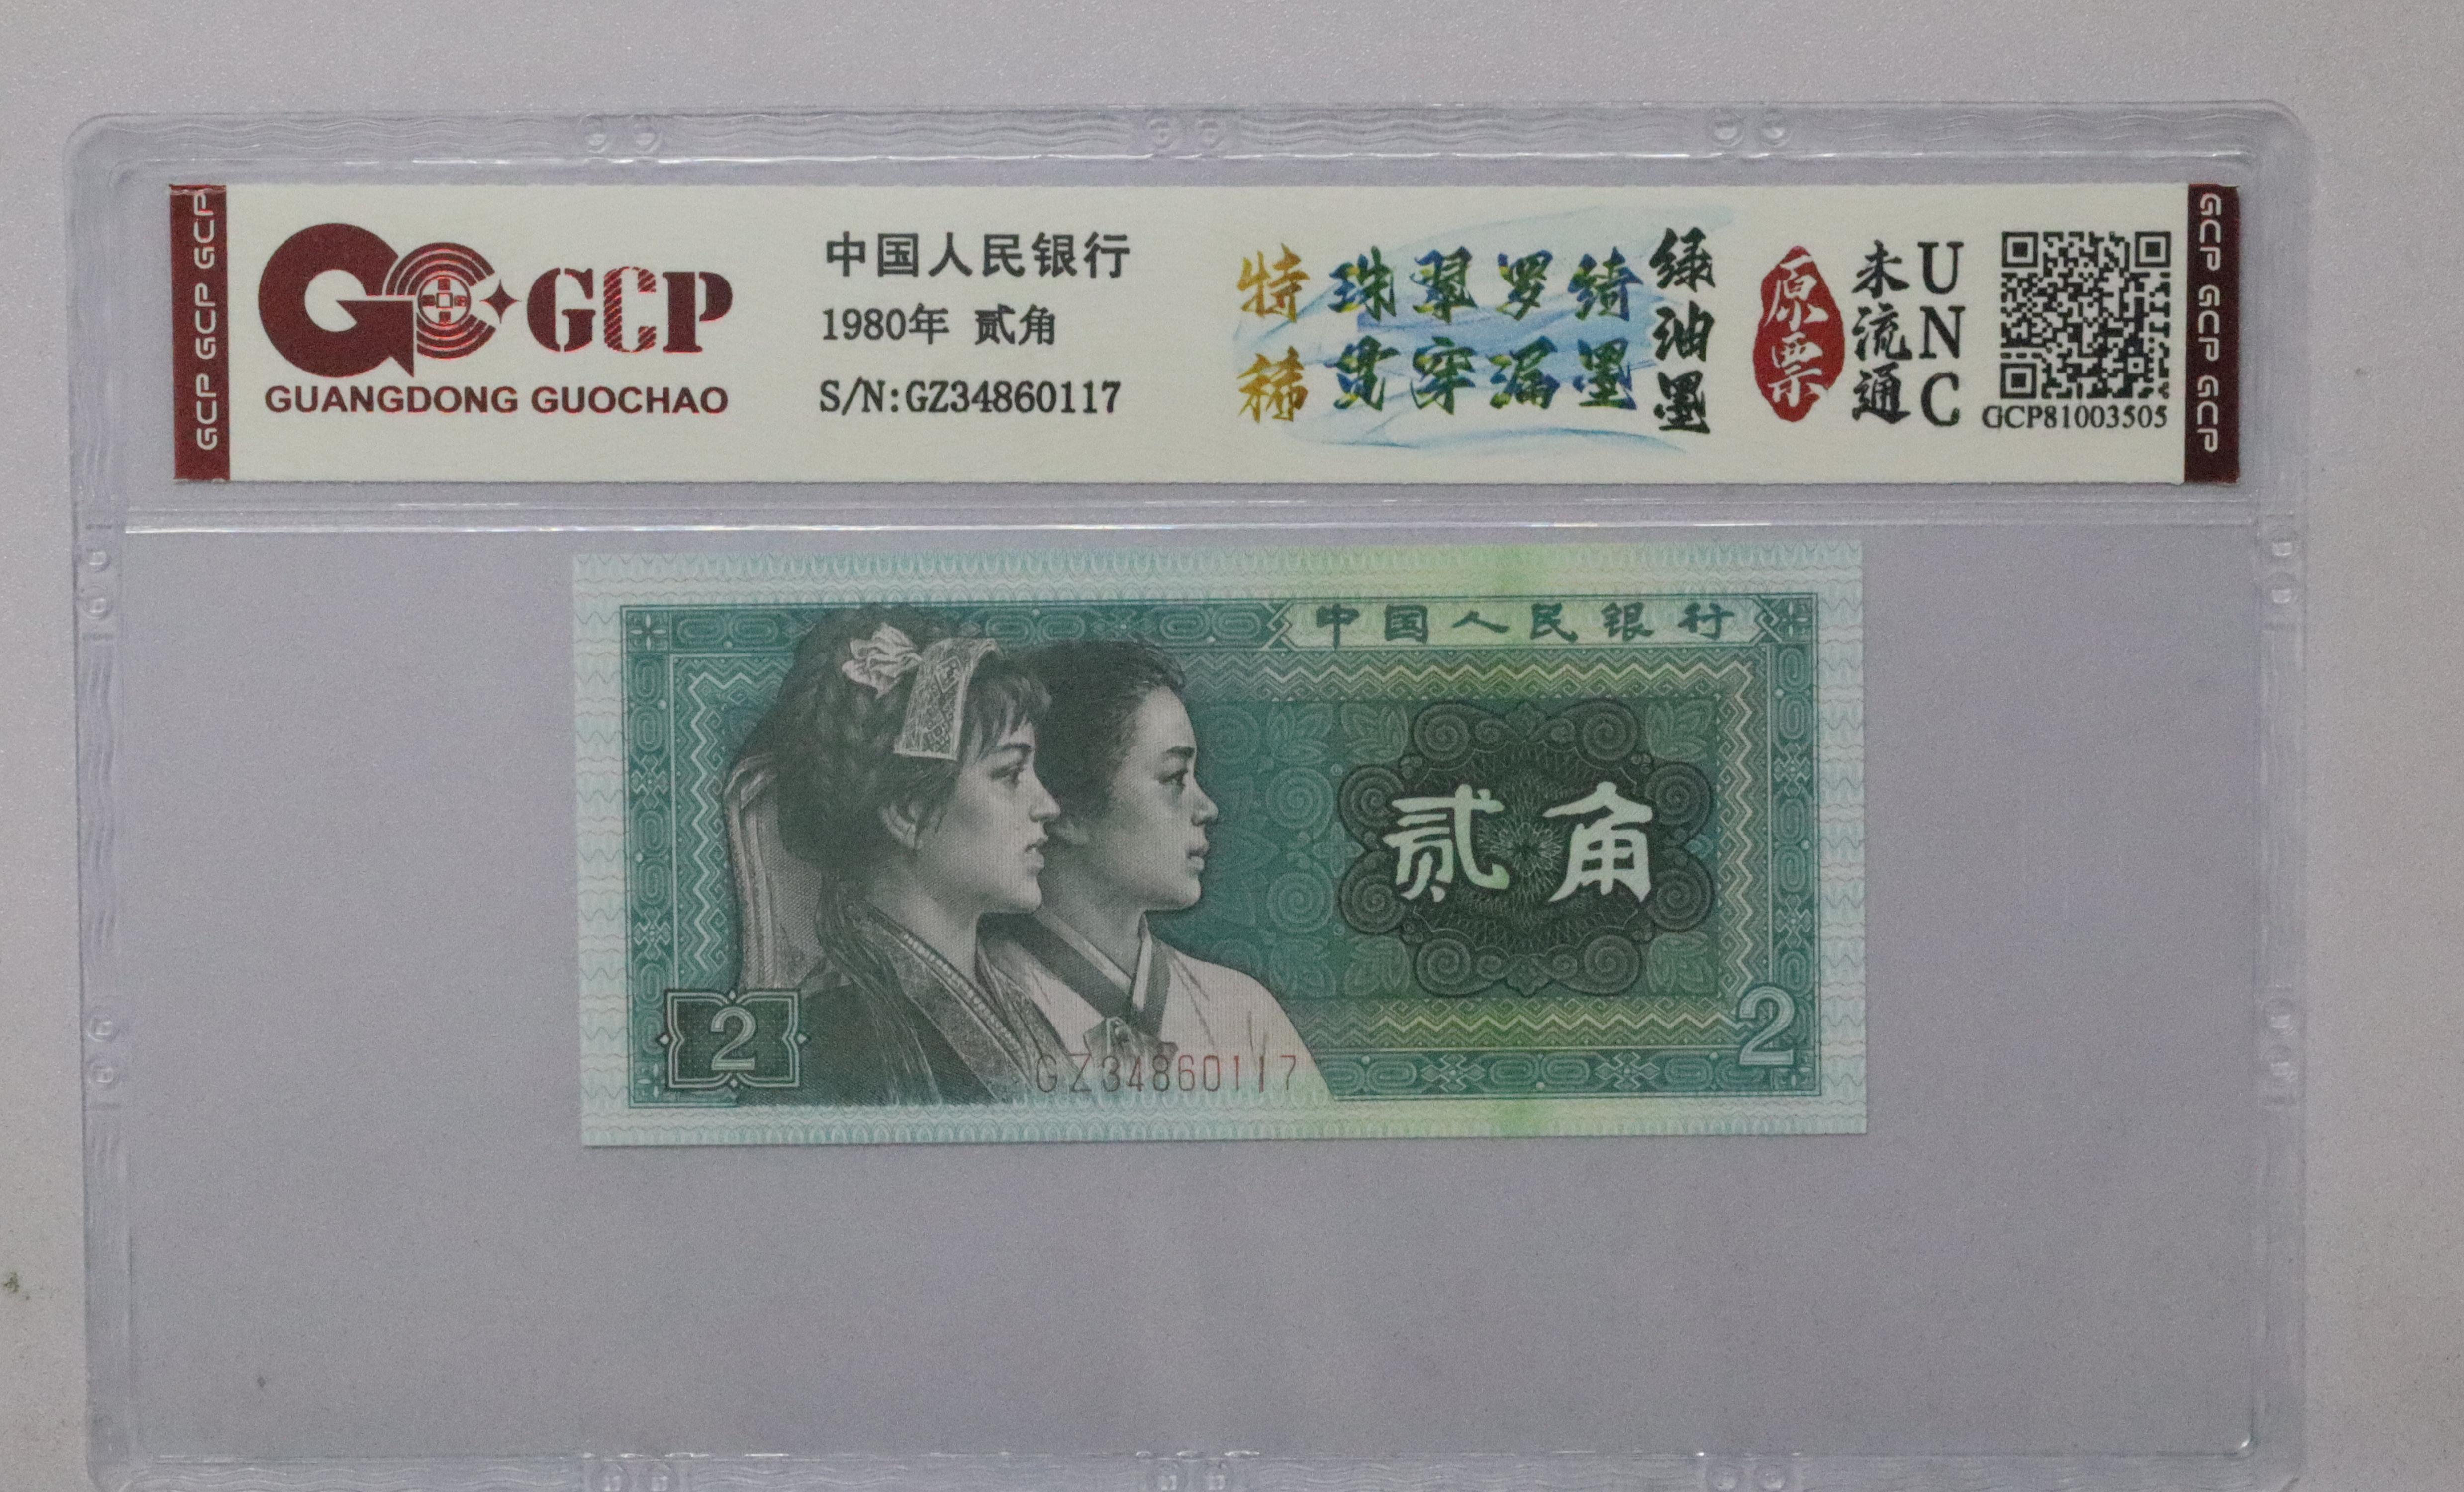 GCP GCP GCP
GCP
GUANGDONG GUOCHAO
中国人民银行
1980年 贰角
S/N:GZ34860117
特稀
珠翠罗绮
贯穿漏墨
绿油墨
原票
未流通
UNC
GCP81003505
GCP GCP GCP
中国人民银行
贰角
2
2
GZ34860117